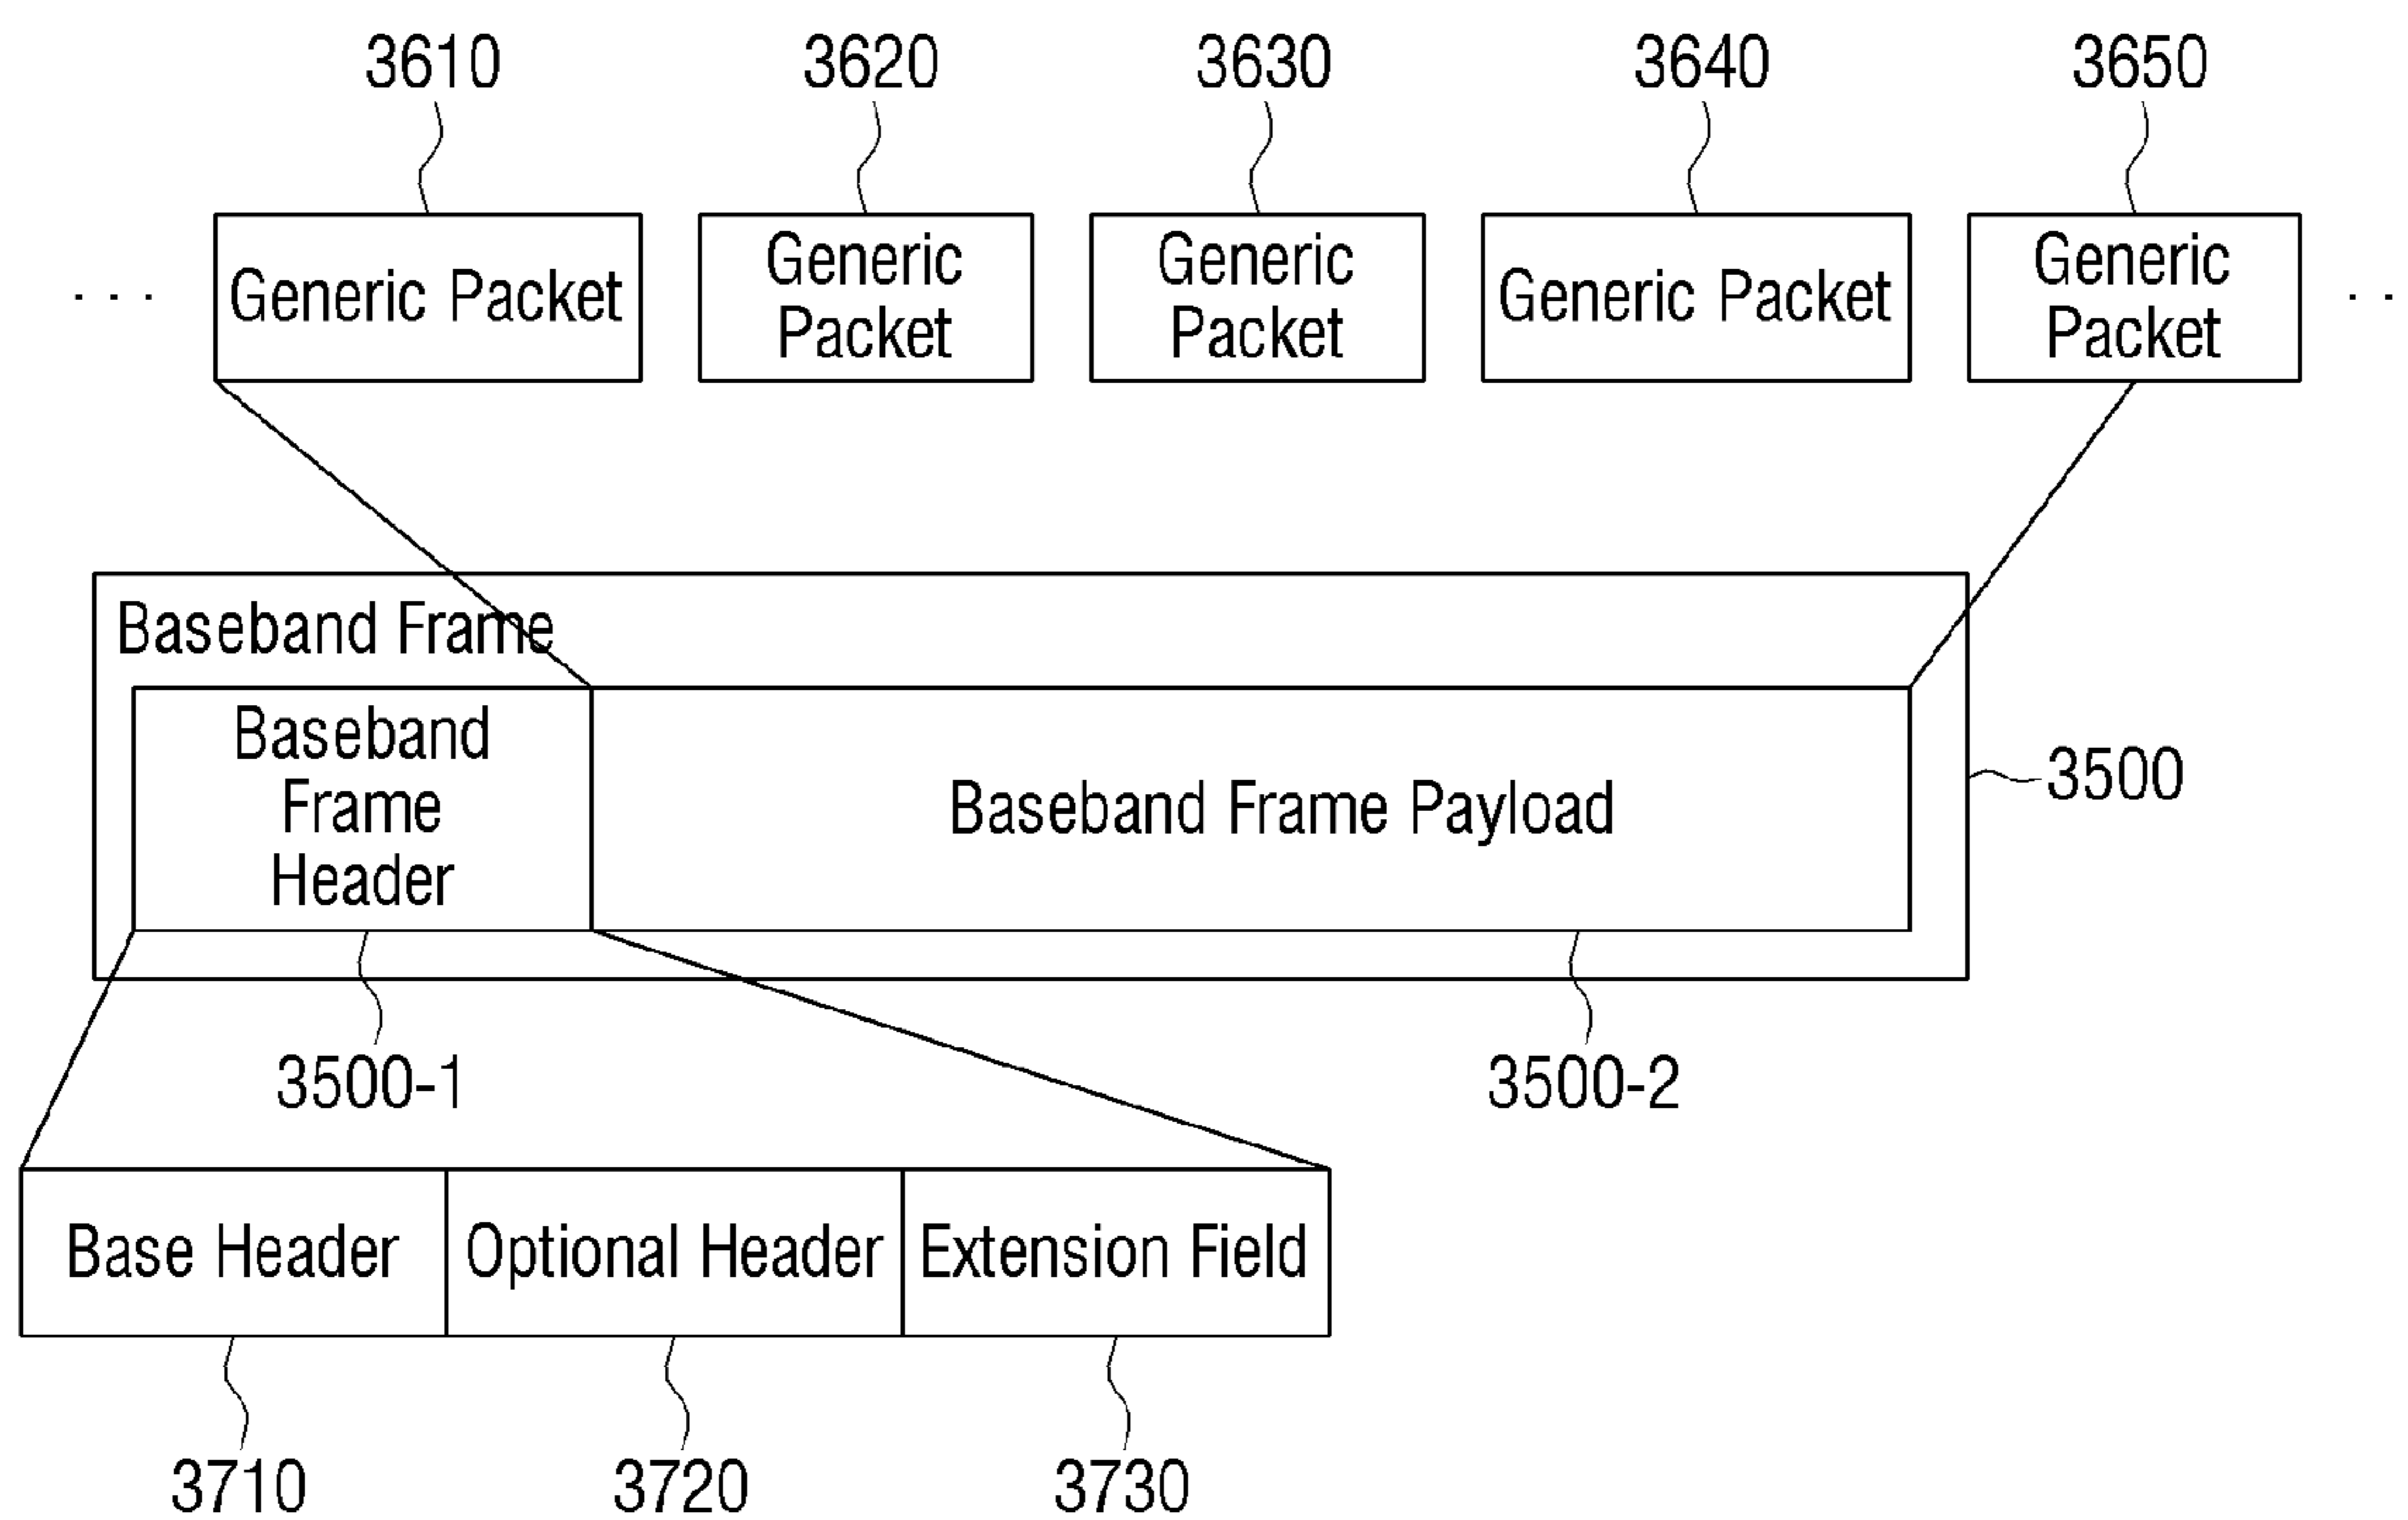 3610 3620 3630 3640 3650
. . . Generic Packet Generic Packet Generic Packet Generic Packet Generic Packet . .
Baseband Frame
Baseband
Frame
Header
Baseband Frame Payload
3500
3500-1 3500-2
Base Header Optional Header Extension Field
3710 3720 3730